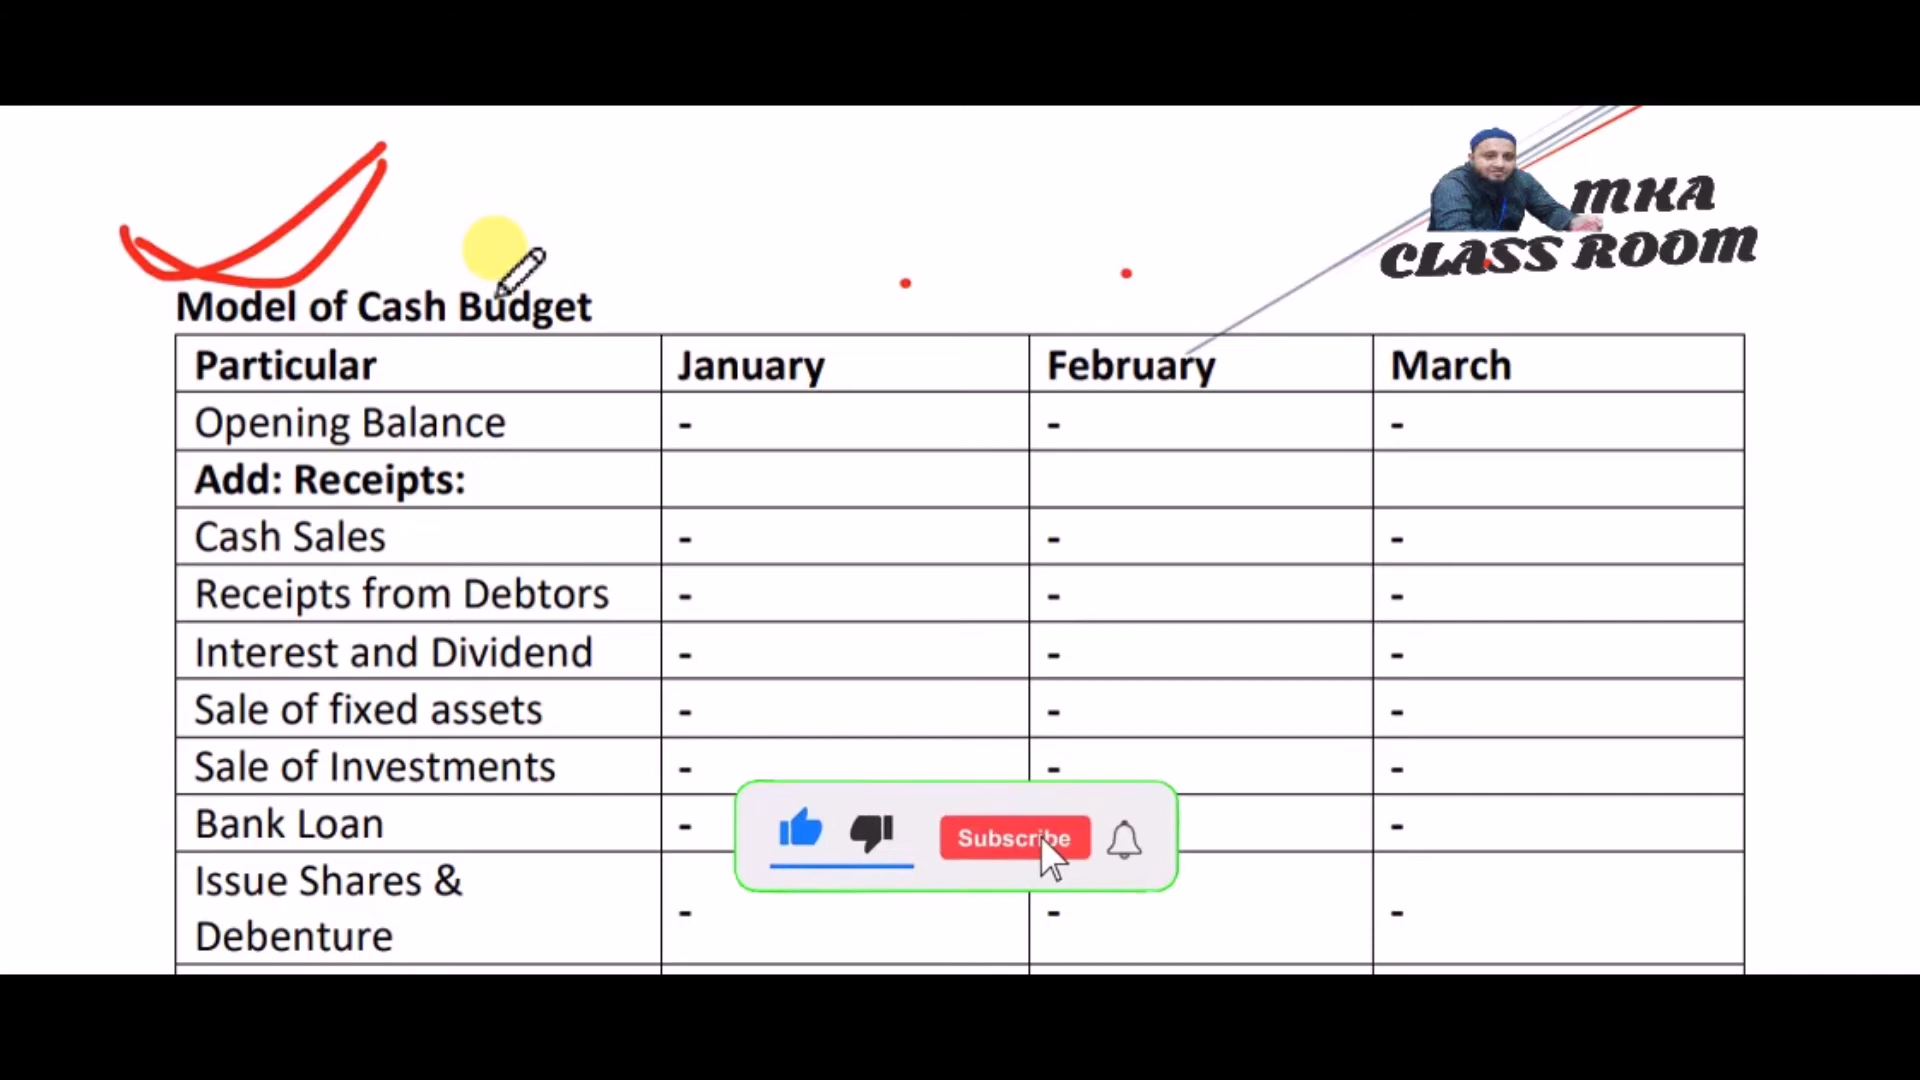 MKA
CLASS ROOM
Model of Cash Budget
Particular January February March
Opening Balance - - -
Add: Receipts:
Cash Sales - - -
Receipts from Debtors - - -
Interest and Dividend - - -
Sale of fixed assets - - -
Sale of Investments - - -
Bank Loan - -
Subscribe
Issue Shares &
Debenture - - -